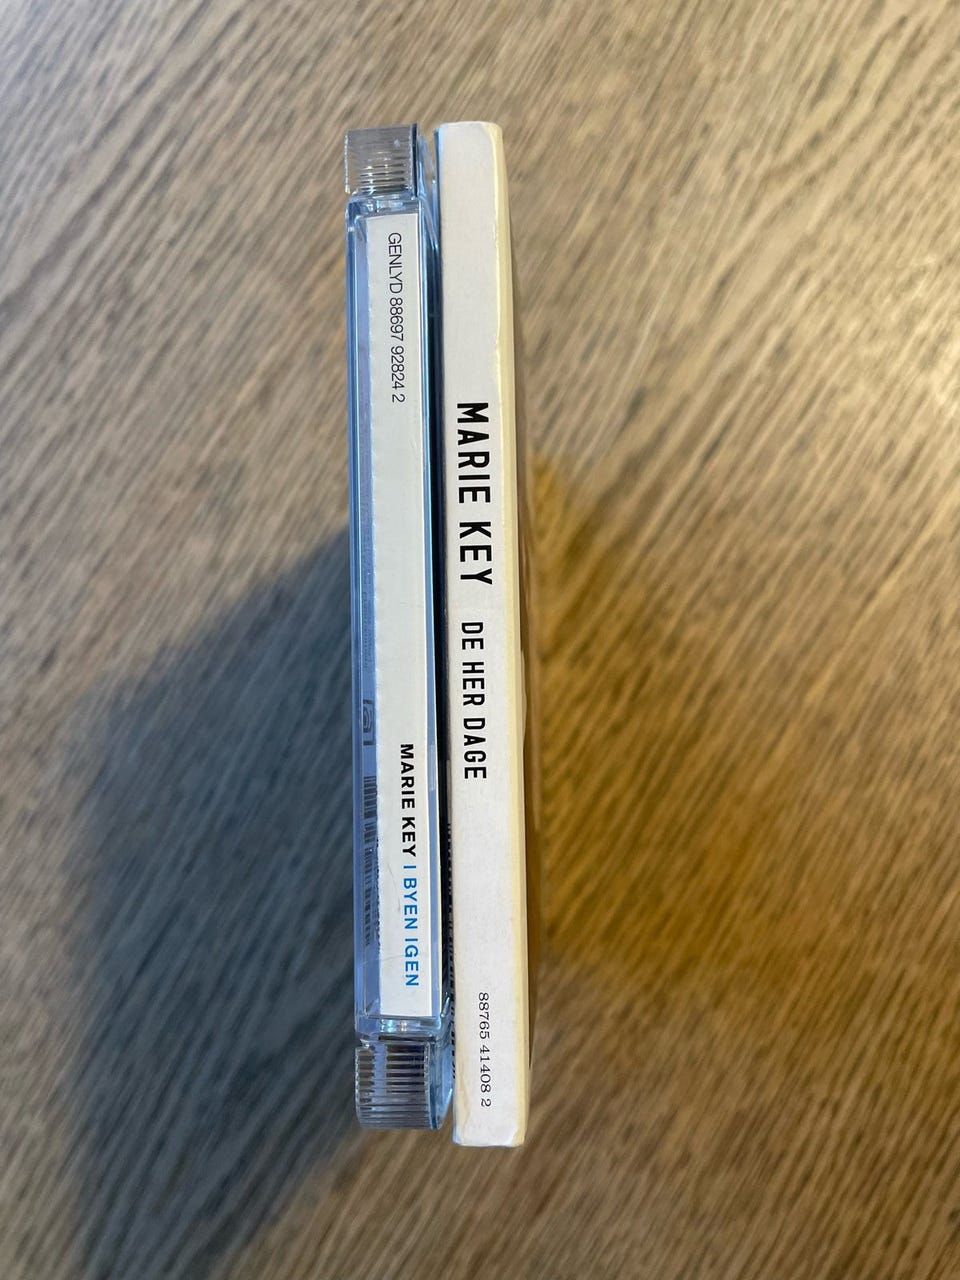 GENLYD 88697 92824 2
MARIE KEY I BYEN IGEN
MARIE KEY DE HER DAGE
88765 41408 2